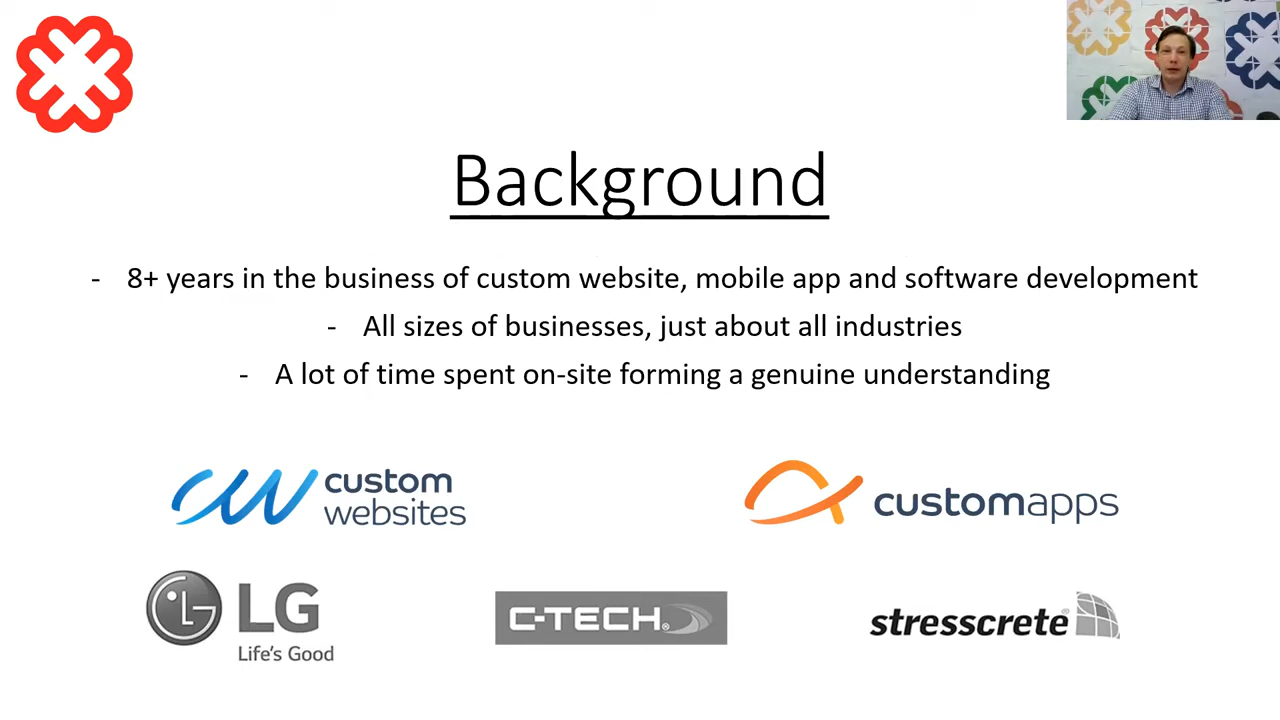 Background
- 8+ years in the business of custom website, mobile app and software development
- All sizes of businesses, just about all industries
- A lot of time spent on-site forming a genuine understanding
custom
websites
customapps
LG
Life's Good
C-TECH®
stresscrete®